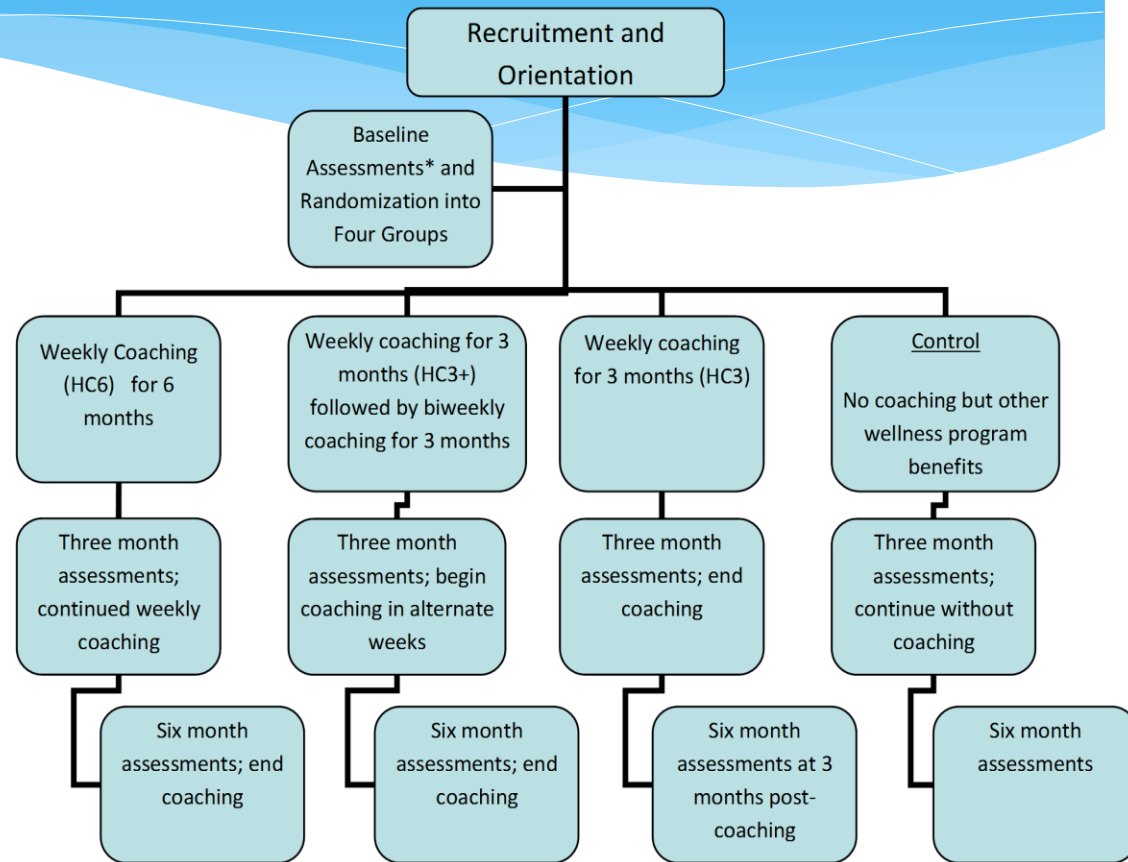 Recruitment and
Orientation
Baseline
Assessments* and
Randomization into
Four Groups
Weekly Coaching
(HC6) for 6
months
Weekly coaching for 3
months (HC3+)
followed by biweekly
coaching for 3 months
Weekly coaching
for 3 months (HC3)
Control
No coaching but other
wellness program
benefits
Three month
assessments;
continued weekly
coaching
Three month
assessments; begin
coaching in alternate
weeks
Three month
assessments; end
coaching
Three month
assessments;
continue without
coaching
Six month
assessments; end
coaching
Six month
assessments; end
coaching
Six month
assessments at 3
months post-
coaching
Six month
assessments